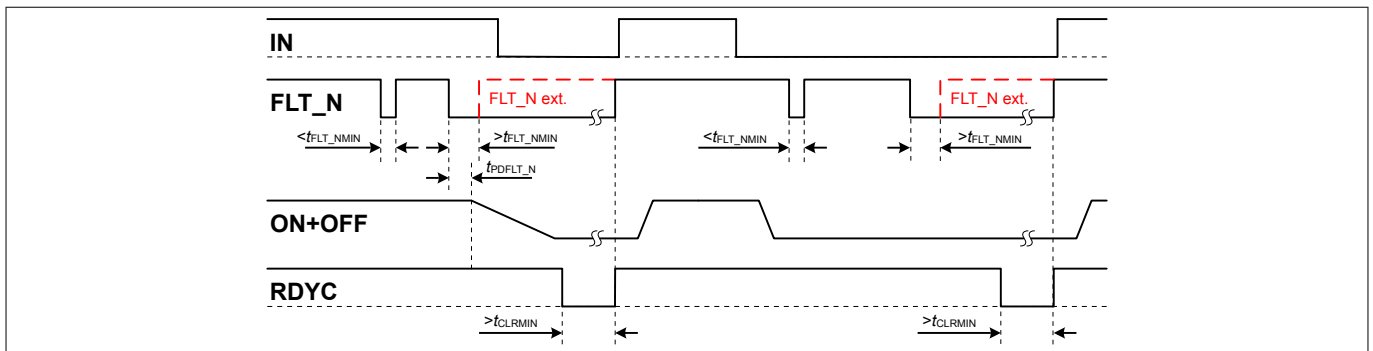 IN
FLT_N
FLT_N ext.
FLT_N ext.
<tFLT_NMIN
>tFLT_NMIN
<tFLT_NMIN
>tFLT_NMIN
tPDFLT_N
ON+OFF
RDYC
>tCLRMIN
>tCLRMIN